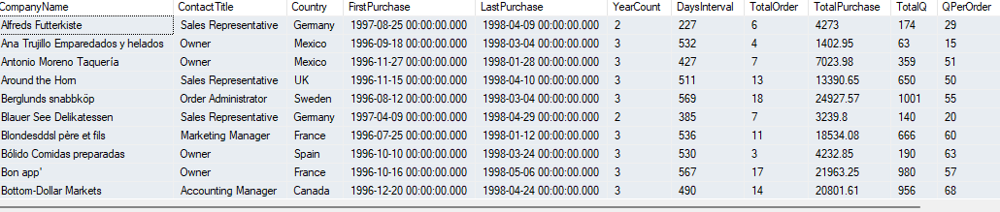 CompanyName ContactTitle Country FirstPurchase LastPurchase YearCount DaysInterval TotalOrder TotalPurchase TotalQ QPerOrder
Alfreds Futterkiste Sales Representative Germany 1997-08-25 00:00:00.000 1998-04-09 00:00:00.000 2 227 6 4273 174 29
Ana Trujillo Emparedados y helados Owner Mexico 1996-09-18 00:00:00.000 1998-03-04 00:00:00.000 3 532 4 1402.95 63 15
Antonio Moreno Taquería Owner Mexico 1996-11-27 00:00:00.000 1998-01-28 00:00:00.000 3 427 7 7023.98 359 51
Around the Horn Sales Representative UK 1996-11-15 00:00:00.000 1998-04-10 00:00:00.000 3 511 13 13390.65 650 50
Berglunds snabbköp Order Administrator Sweden 1996-08-12 00:00:00.000 1998-03-04 00:00:00.000 3 569 18 24927.57 1001 55
Blauer See Delikatessen Sales Representative Germany 1997-04-09 00:00:00.000 1998-04-29 00:00:00.000 2 385 7 3239.8 140 20
Blondesddsl père et fils Marketing Manager France 1996-07-25 00:00:00.000 1998-01-12 00:00:00.000 3 536 11 18534.08 666 60
Bólido Comidas preparadas Owner Spain 1996-10-10 00:00:00.000 1998-03-24 00:00:00.000 3 530 3 4232.85 190 63
Bon app' Owner France 1996-10-16 00:00:00.000 1998-05-06 00:00:00.000 3 567 17 21963.25 980 57
Bottom-Dollar Markets Accounting Manager Canada 1996-12-20 00:00:00.000 1998-04-24 00:00:00.000 3 490 14 20801.61 956 68